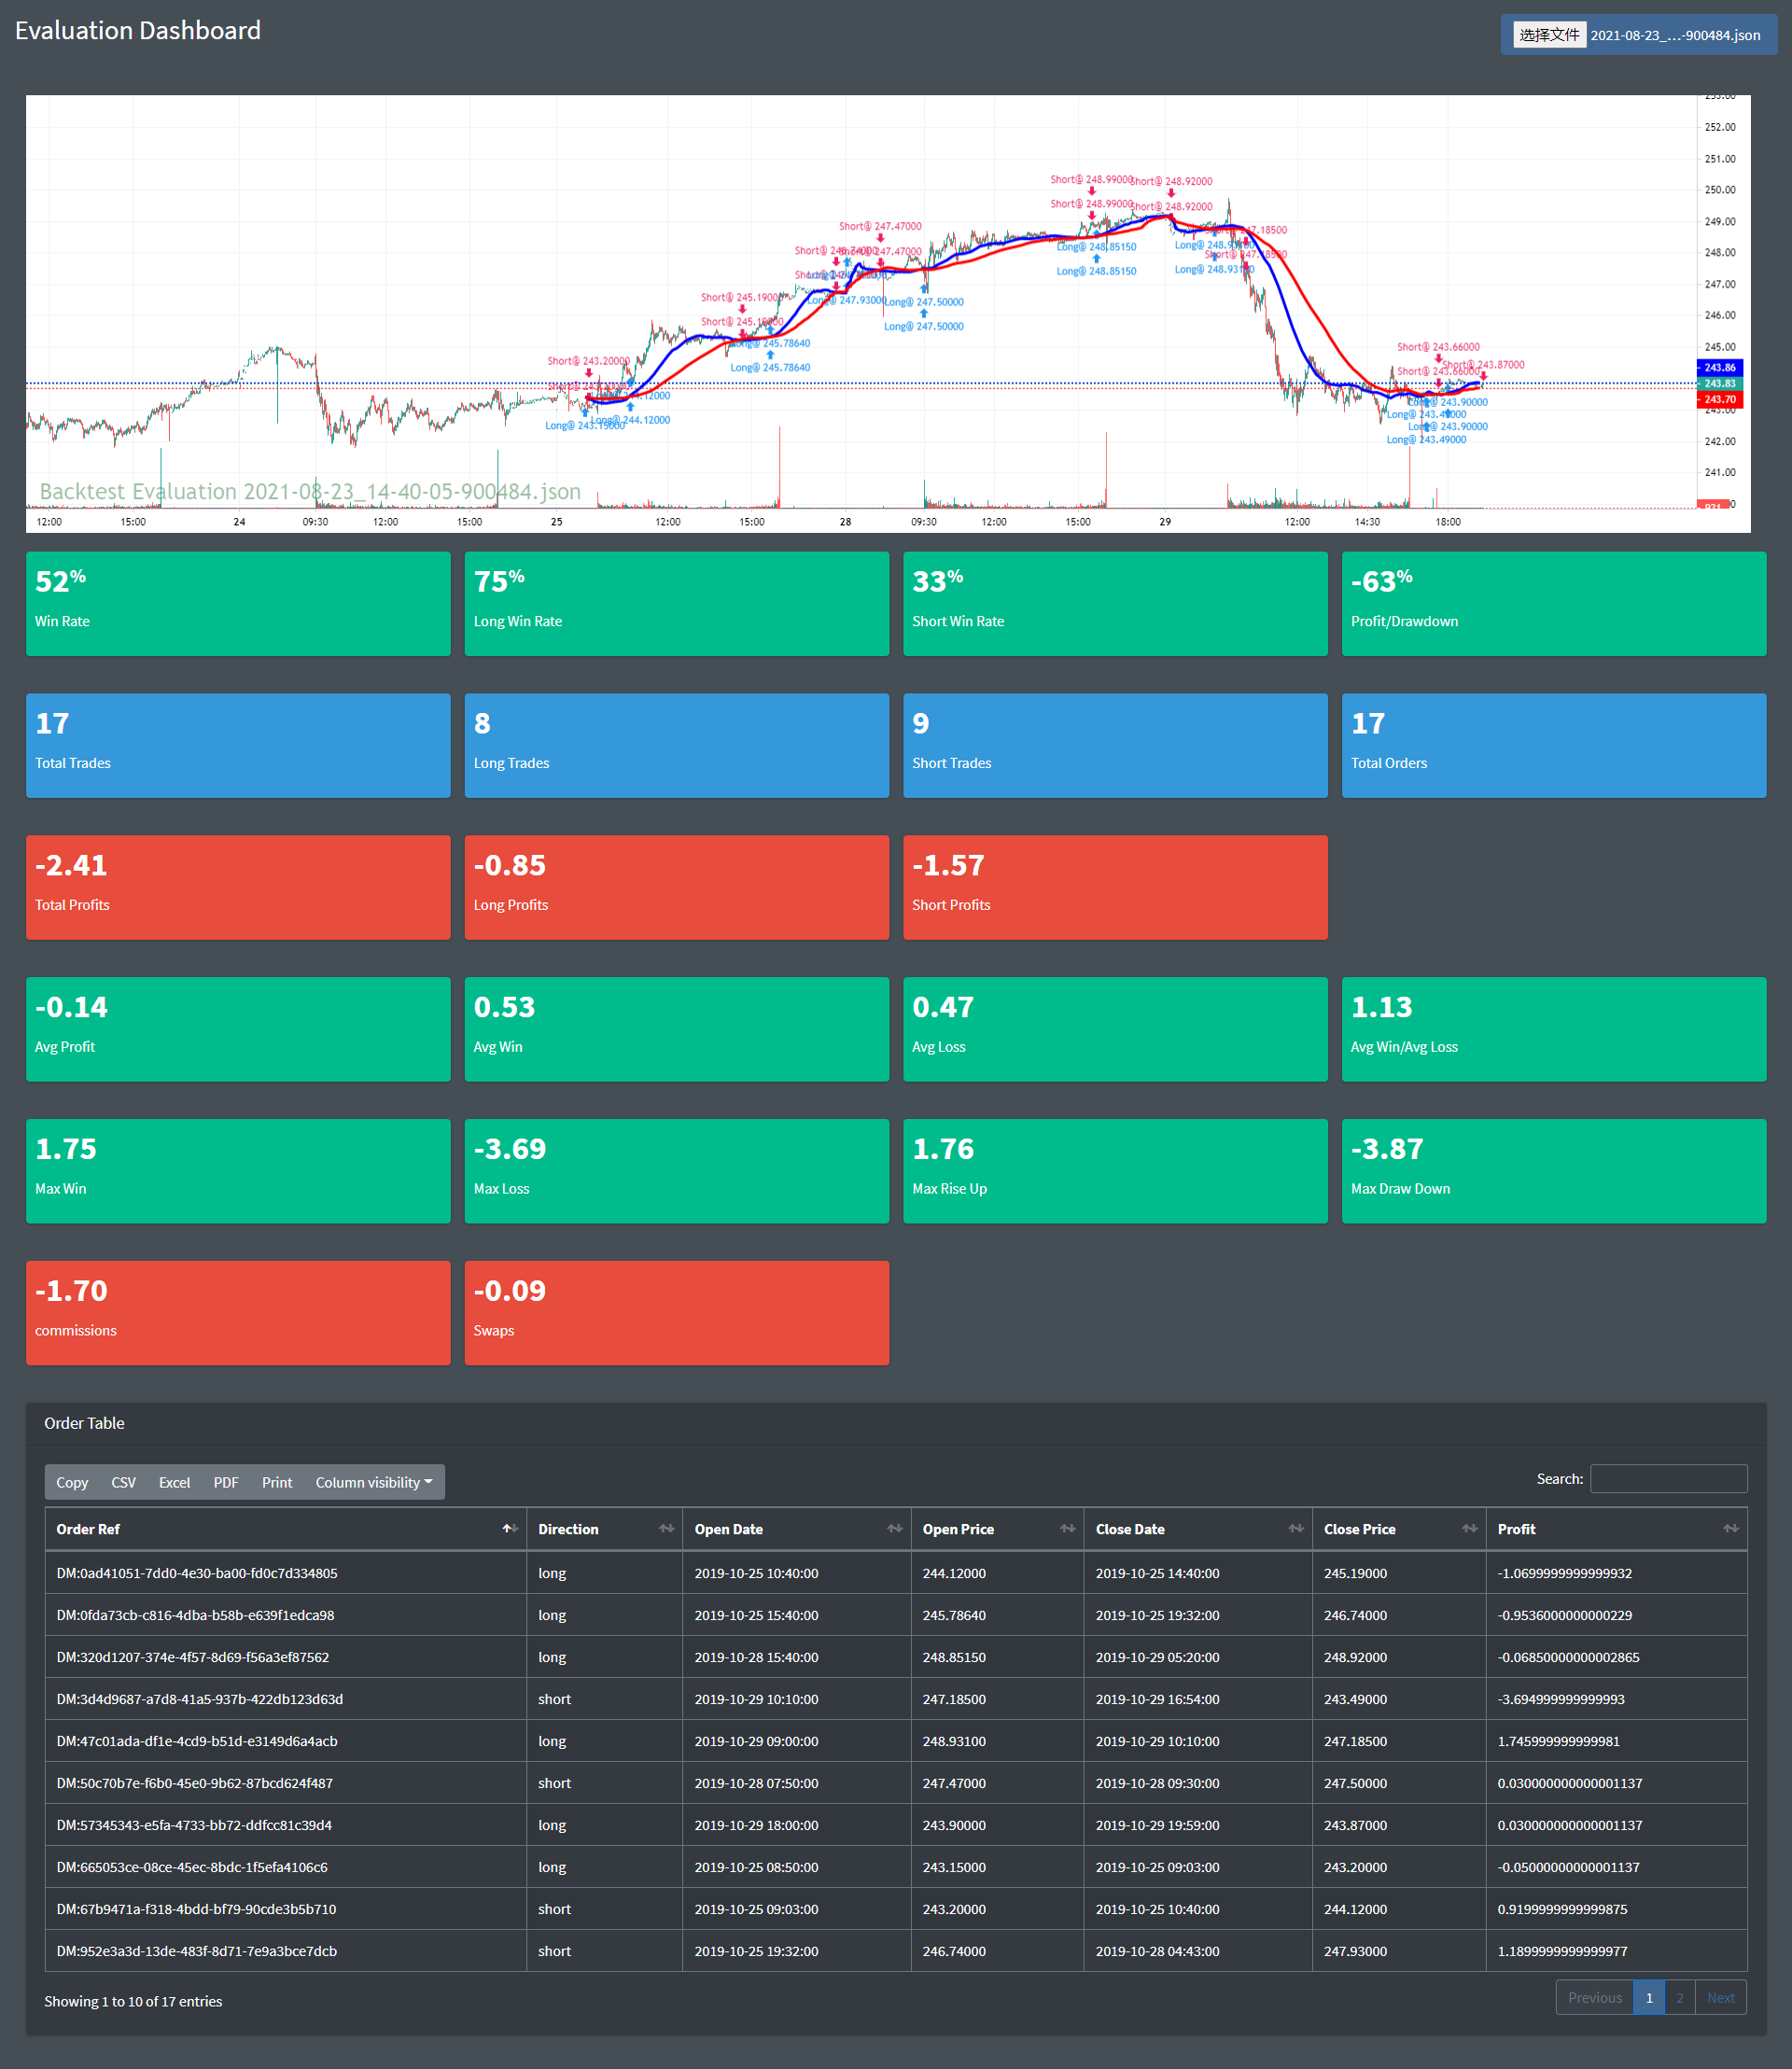 Evaluation Dashboard
选择文件 2021-08-23_...-900484.json
253.00
252.00
251.00
250.00
249.00
248.00
247.00
246.00
245.00
243.86
243.83
243.70
243.00
242.00
241.00
Short@ 248.99000
Short@ 248.92000
Short@ 248.99000
Short@ 248.92000
Short@ 247.47000
Short@ 247.47000
Long@ 248.85150
Long@ 248.85150
Long@ 248.93100
Long@ 248.93100
Short@ 245.19000
Short@ 245.19000
Long@ 247.93000
Long@ 247.50000
Long@ 247.50000
Long@ 245.78640
Long@ 245.78640
Short@ 243.20000
Long@ 244.12000
Long@ 243.15000
Short@ 243.66000
Short@ 243.87000
Short@ 243.66000
Long@ 243.90000
Long@ 243.90000
Long@ 243.49000
Backtest Evaluation 2021-08-23_14-40-05-900484.json
12:00 15:00 24 09:30 12:00 15:00 25 12:00 15:00 28 09:30 12:00 15:00 29 12:00 14:30 18:00
52%
Win Rate
75%
Long Win Rate
33%
Short Win Rate
-63%
Profit/Drawdown
17
Total Trades
8
Long Trades
9
Short Trades
17
Total Orders
-2.41
Total Profits
-0.85
Long Profits
-1.57
Short Profits
-0.14
Avg Profit
0.53
Avg Win
0.47
Avg Loss
1.13
Avg Win/Avg Loss
1.75
Max Win
-3.69
Max Loss
1.76
Max Rise Up
-3.87
Max Draw Down
-1.70
commissions
-0.09
Swaps
Order Table
Copy CSV Excel PDF Print Column visibility
Search:
Order Ref Direction Open Date Open Price Close Date Close Price Profit
DM:0ad41051-7dd0-4e30-ba00-fd0c7d334805 long 2019-10-25 10:40:00 244.12000 2019-10-25 14:40:00 245.19000 -1.0699999999999932
DM:0fda73cb-c816-4dba-b58b-e639f1edca98 long 2019-10-25 15:40:00 245.78640 2019-10-25 19:32:00 246.74000 -0.9536000000000229
DM:320d1207-374e-4f57-8d69-f56a3ef87562 long 2019-10-28 15:40:00 248.85150 2019-10-29 05:20:00 248.92000 -0.06850000000002865
DM:3d4d9687-a7d8-41a5-937b-422db123d63d short 2019-10-29 10:10:00 247.18500 2019-10-29 16:54:00 243.49000 -3.694999999999993
DM:47c01ada-df1e-4cd9-b51d-e3149d6a4acb long 2019-10-29 09:00:00 248.93100 2019-10-29 10:10:00 247.18500 1.745999999999981
DM:50c70b7e-f6b0-45e0-9b62-87bcd624f487 short 2019-10-28 07:50:00 247.47000 2019-10-28 09:30:00 247.50000 0.030000000000001137
DM:57345343-e5fa-4733-bb72-ddfcc81c39d4 long 2019-10-29 18:00:00 243.90000 2019-10-29 19:59:00 243.87000 0.030000000000001137
DM:665053ce-08ce-45ec-8bdc-1f5efa4106c6 long 2019-10-25 08:50:00 243.15000 2019-10-25 09:03:00 243.20000 -0.05000000000001137
DM:67b9471a-f318-4bdd-bf79-90cde3b5b710 short 2019-10-25 09:03:00 243.20000 2019-10-25 10:40:00 244.12000 0.9199999999999875
DM:952e3a3d-13de-483f-8d71-7e9a3bce7dcb short 2019-10-25 19:32:00 246.74000 2019-10-28 04:43:00 247.93000 1.1899999999999977
Showing 1 to 10 of 17 entries
Previous 1 2 Next